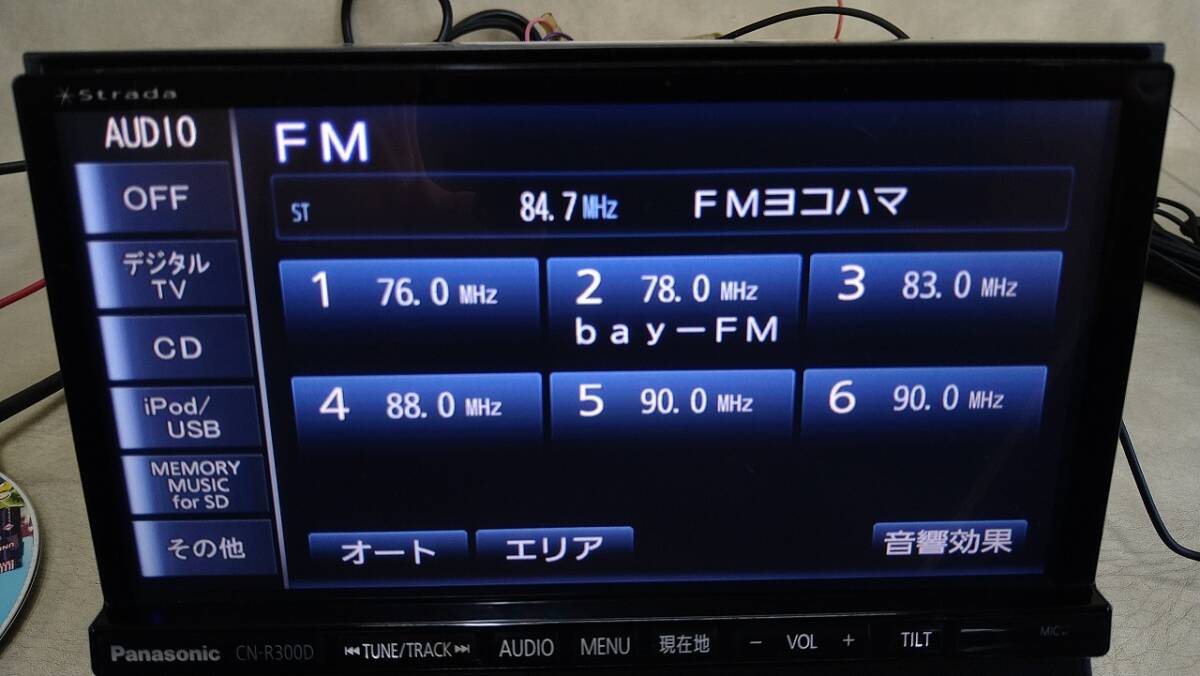 Strada
AUDIO
OFF
デジタル
TV
CD
iPod/
USB
MEMORY
MUSIC
for SD
その他
FM
ST 84.7MHz FMヨコハマ
1 76.0 MHz
2 78.0 MHz
bay-FM
3 83.0 MHz
4 88.0 MHz
5 90.0 MHz
6 90.0 MHz
オート
エリア
音響効果
Panasonic CN-R300D ⏮TUNE/TRACK⏭ AUDIO MENU 現在地 − VOL + TILT MIC